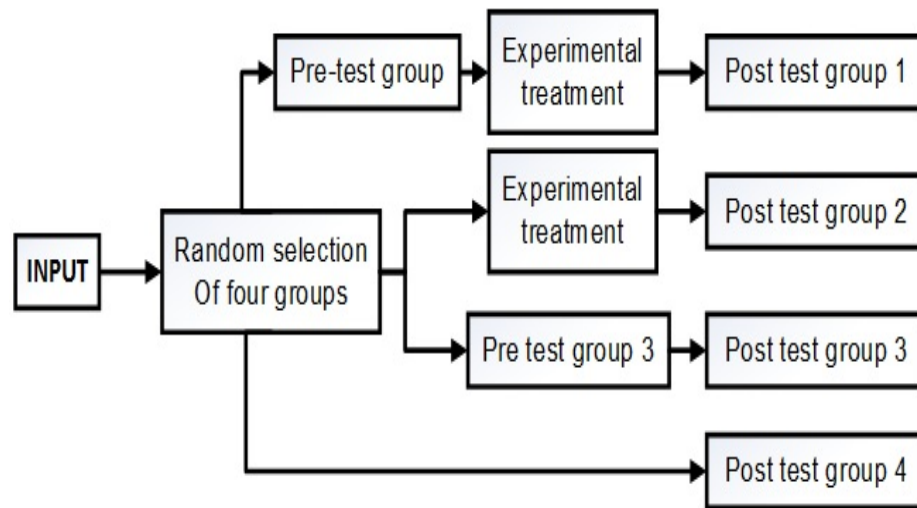 Pre-test group
Experimental
treatment
Post test group 1
Experimental
treatment
Post test group 2
INPUT
Random selection
Of four groups
Pre test group 3
Post test group 3
Post test group 4